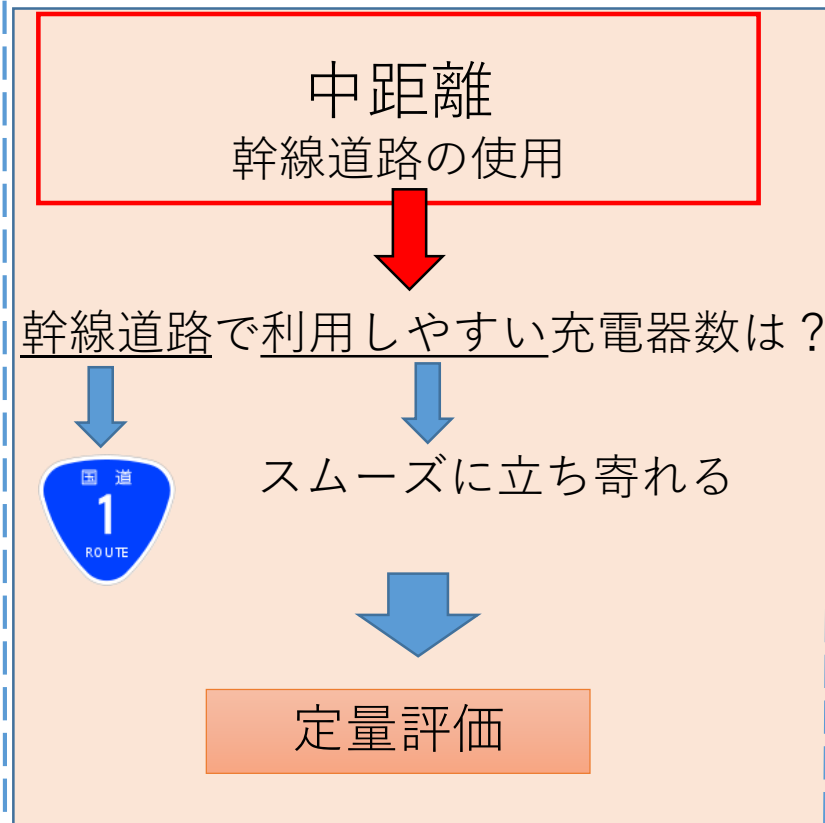 中距離
幹線道路の使用
幹線道路で利用しやすい充電器数は？
国道
1
ROUTE
スムーズに立ち寄れる
定量評価